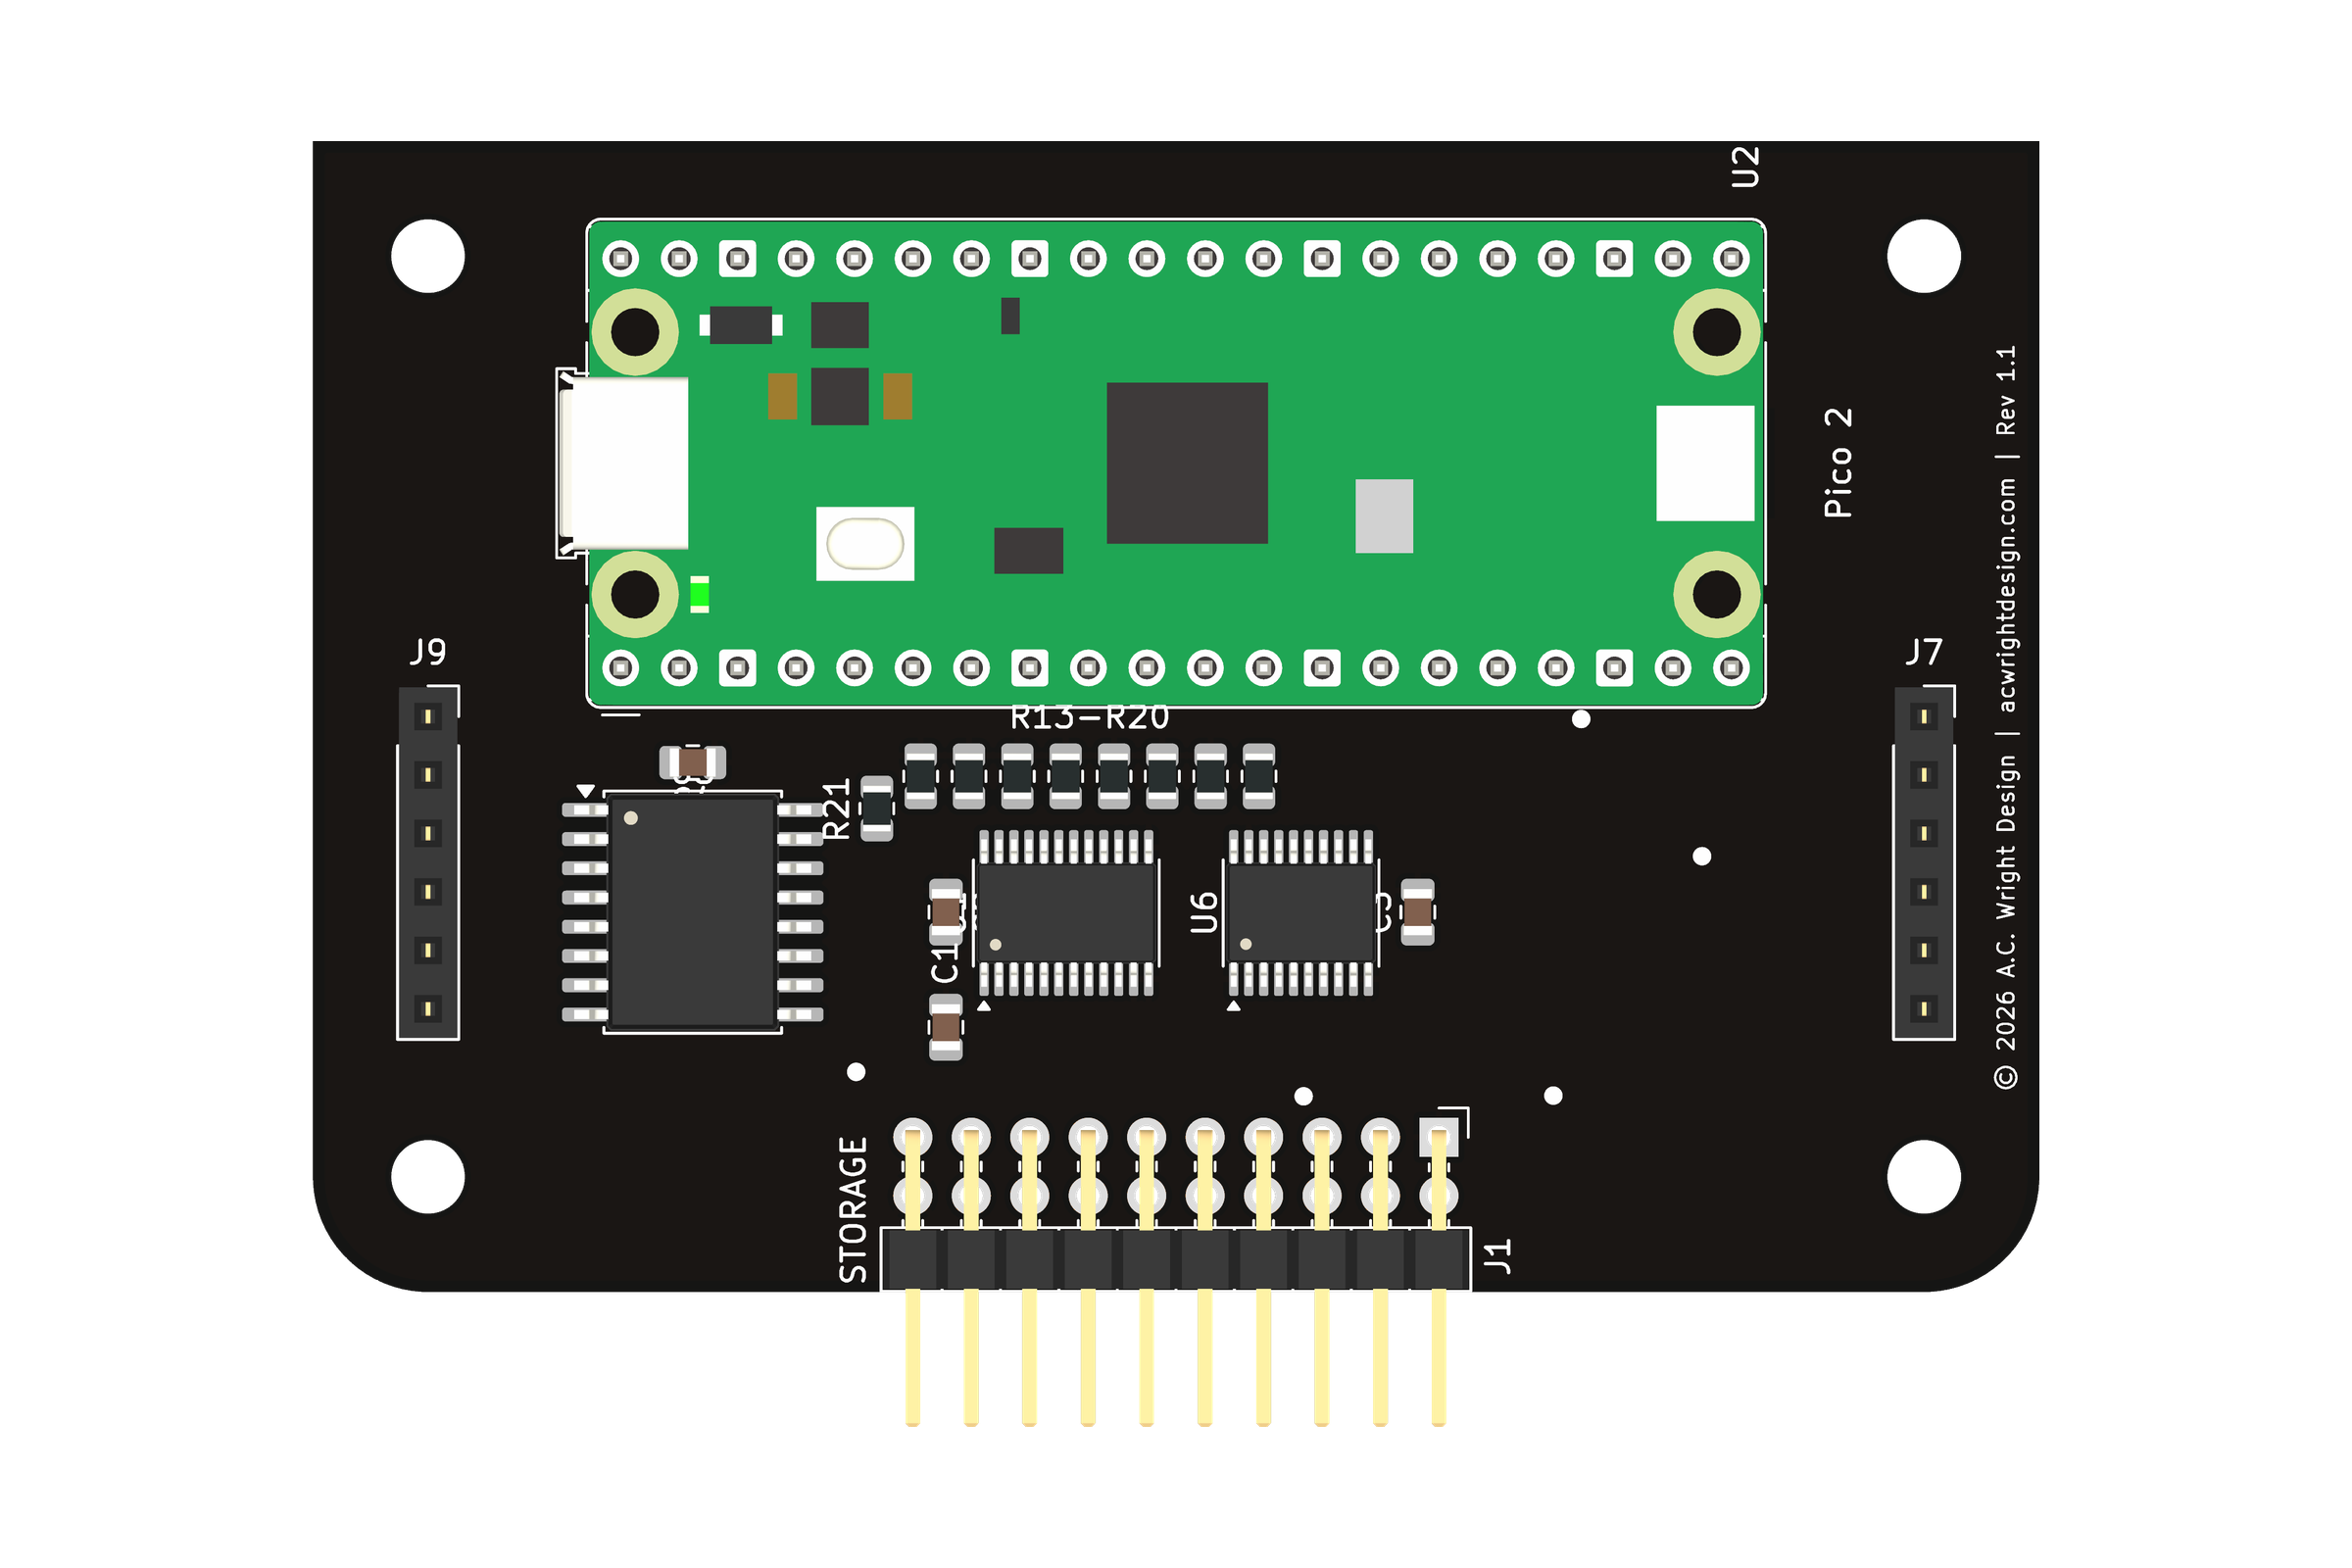 U2
Pico 2
© 2026 A.C. Wright Design | acwrightdesign.com | Rev 1.1
J9
J7
R13-R20
R21
U6
C1
STORAGE
J1